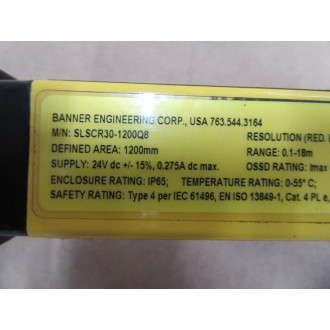 BANNER ENGINEERING CORP., USA 763.544.3164
M/N: SLSCR30-1200Q8 RESOLUTION (RED.
DEFINED AREA: 1200mm RANGE: 0.1-18m
SUPPLY: 24V dc +/- 15%, 0.275A dc max. OSSD RATING: Imax
ENCLOSURE RATING: IP65; TEMPERATURE RATING: 0-55° C;
SAFETY RATING: Type 4 per IEC 61496, EN ISO 13849-1, Cat. 4 PL e,